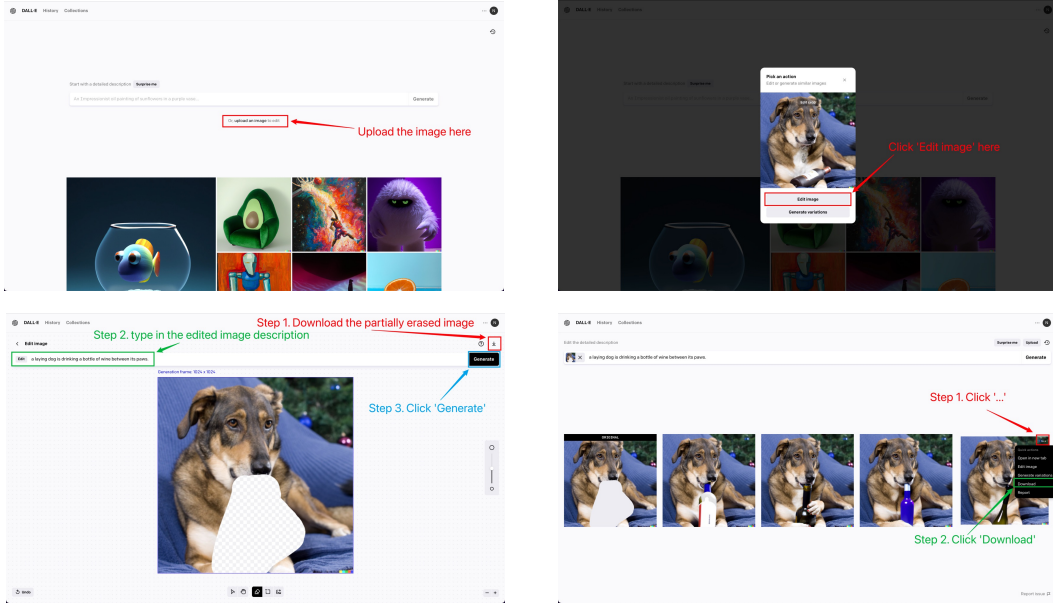 DALL·E History Collections
Start with a detailed description Surprise me
An Impressionist oil painting of sunflowers in a purple vase…
Generate
Or upload an image to edit
Upload the image here
DALL·E History Collections
Pick an action
Edit or generate similar images
Click 'Edit image' here
Edit image
Generate variations
DALL·E History Collections
Step 1. Download the partially erased image
Step 2. type in the edited image description
Edit image
Edit a laying dog is drinking a bottle of wine between its paws.
Generate
Generation frame: 1024 x 1024
Step 3. Click 'Generate'
Undo
DALL·E History Collections
Edit the detailed description
Surprise me Upload
a laying dog is drinking a bottle of wine between its paws.
Generate
Step 1. Click '...'
ORIGINAL
Open in new tab
Edit image
Generate variations
Download
Report
Step 2. Click 'Download'
Report issue